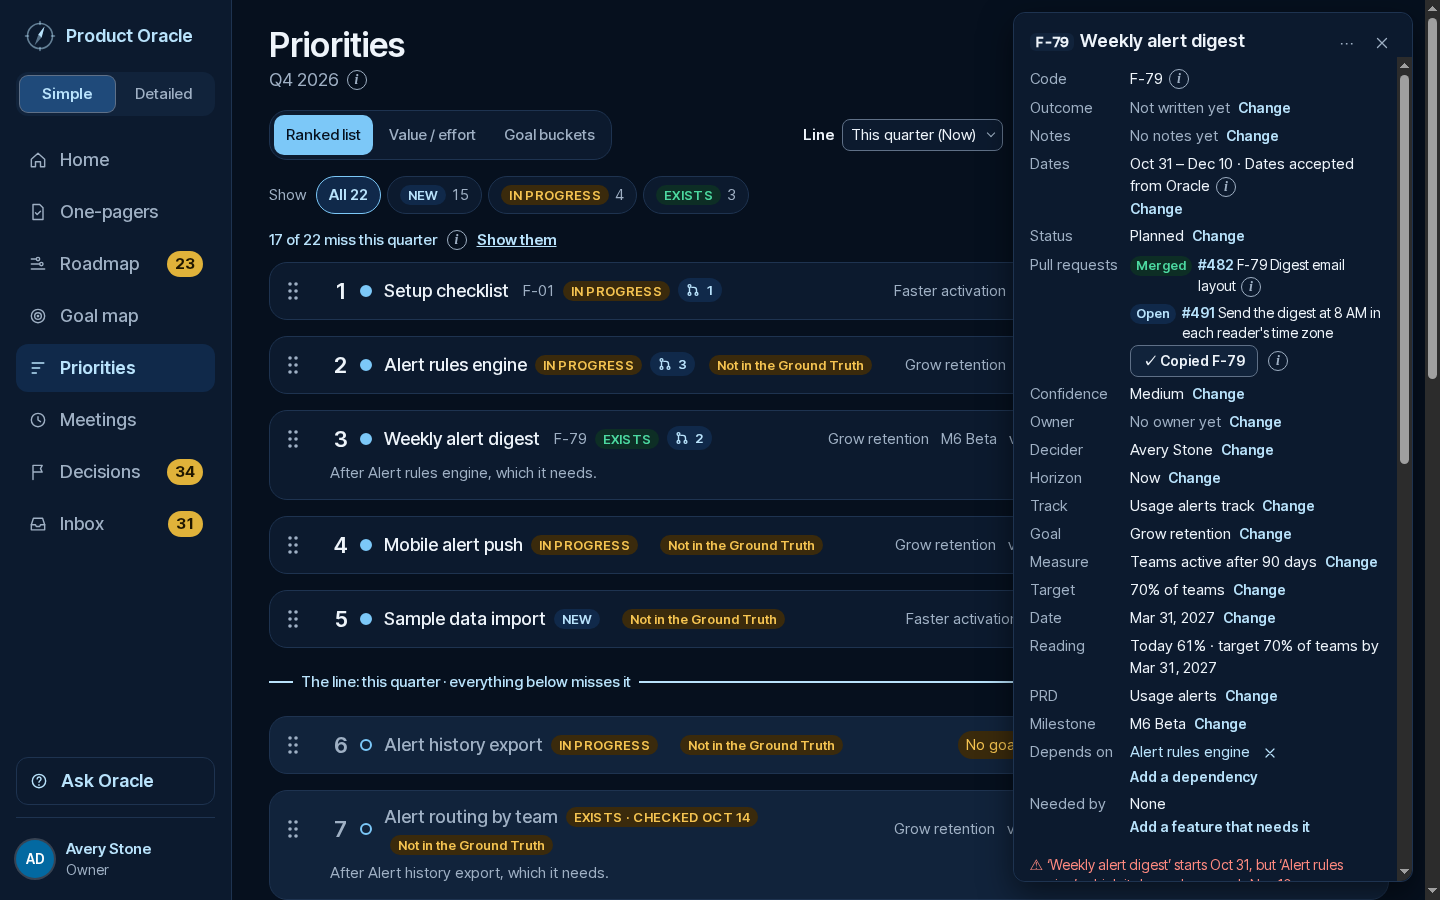 Product Oracle
Simple
Detailed
Home
One-pagers
Roadmap
23
Goal map
Priorities
Meetings
Decisions
34
Inbox
31
Ask Oracle
AD
Avery Stone
Owner
Priorities
Q4 2026 i
Ranked list
Value / effort
Goal buckets
Line
This quarter (Now)
Show
All 22
NEW 15
IN PROGRESS 4
EXISTS 3
17 of 22 miss this quarter i Show them
1 Setup checklist F-01 IN PROGRESS 1 Faster activation
2 Alert rules engine IN PROGRESS 3 Not in the Ground Truth Grow retention
3 Weekly alert digest F-79 EXISTS 2 Grow retention M6 Beta
After Alert rules engine, which it needs.
4 Mobile alert push IN PROGRESS Not in the Ground Truth Grow retention
5 Sample data import NEW Not in the Ground Truth Faster activation
The line: this quarter · everything below misses it
6 Alert history export IN PROGRESS Not in the Ground Truth No goa
7 Alert routing by team EXISTS · CHECKED OCT 14 Grow retention
Not in the Ground Truth
After Alert history export, which it needs.
F-79 Weekly alert digest ...
Code F-79 i
Outcome Not written yet Change
Notes No notes yet Change
Dates Oct 31 – Dec 10 · Dates accepted
from Oracle i
Change
Status Planned Change
Pull requests Merged #482 F-79 Digest email
layout i
Open #491 Send the digest at 8 AM in
each reader's time zone
✓ Copied F-79 i
Confidence Medium Change
Owner No owner yet Change
Decider Avery Stone Change
Horizon Now Change
Track Usage alerts track Change
Goal Grow retention Change
Measure Teams active after 90 days Change
Target 70% of teams Change
Date Mar 31, 2027 Change
Reading Today 61% · target 70% of teams by
Mar 31, 2027
PRD Usage alerts Change
Milestone M6 Beta Change
Depends on Alert rules engine ×
Add a dependency
Needed by None
Add a feature that needs it
⚠ ‘Weekly alert digest’ starts Oct 31, but ‘Alert rules